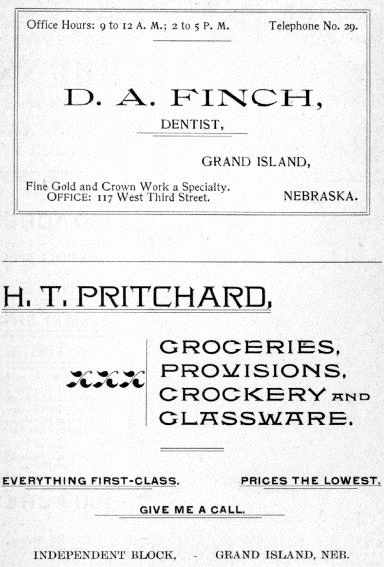 Office Hours: 9 to 12 A. M.; 2 to 5 P. M. Telephone No. 29.
D. A. FINCH,
DENTIST,
GRAND ISLAND,
Fine Gold and Crown Work a Specialty.
OFFICE: 117 West Third Street. NEBRASKA.
H. T. PRITCHARD,
GROCERIES,
PROVISIONS,
CROCKERY AND
GLASSWARE.
EVERYTHING FIRST-CLASS. PRICES THE LOWEST.
GIVE ME A CALL.
INDEPENDENT BLOCK, - GRAND ISLAND, NEB.